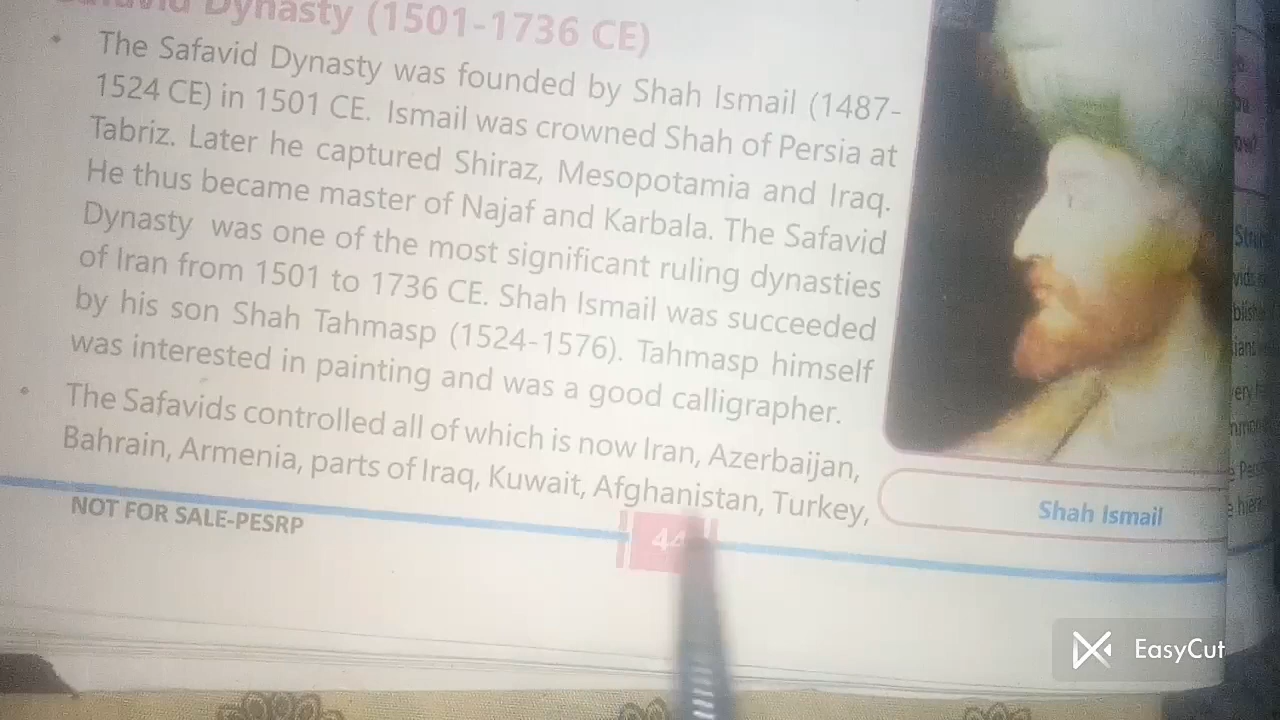 Dynasty (1501-1736 CE)
• The Safavid Dynasty was founded by Shah Ismail (1487-
1524 CE) in 1501 CE. Ismail was crowned Shah of Persia at
Tabriz. Later he captured Shiraz, Mesopotamia and Iraq.
He thus became master of Najaf and Karbala. The Safavid
Dynasty was one of the most significant ruling dynasties
of Iran from 1501 to 1736 CE. Shah Ismail was succeeded
by his son Shah Tahmasp (1524-1576). Tahmasp himself
was interested in painting and was a good calligrapher.
• The Safavids controlled all of which is now Iran, Azerbaijan,
Bahrain, Armenia, parts of Iraq, Kuwait, Afghanistan, Turkey,
Shah Ismail
NOT FOR SALE-PESRP
EasyCut